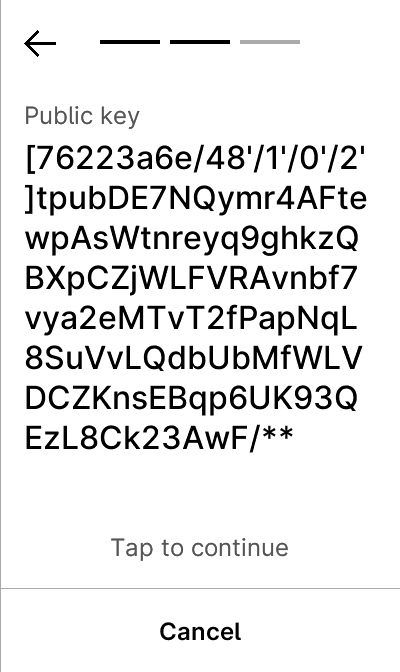 Public key
[76223a6e/48'/1'/0'/2'
]tpubDE7NQymr4AFte
wpAsWtnreyq9ghkzQ
BXpCZjWLFVRAvnbf7
vya2eMTvT2fPapNqL
8SuVvLQdbUbMfWLV
DCZKnsEBqp6UK93Q
EzL8Ck23AwF/**
Tap to continue
Cancel